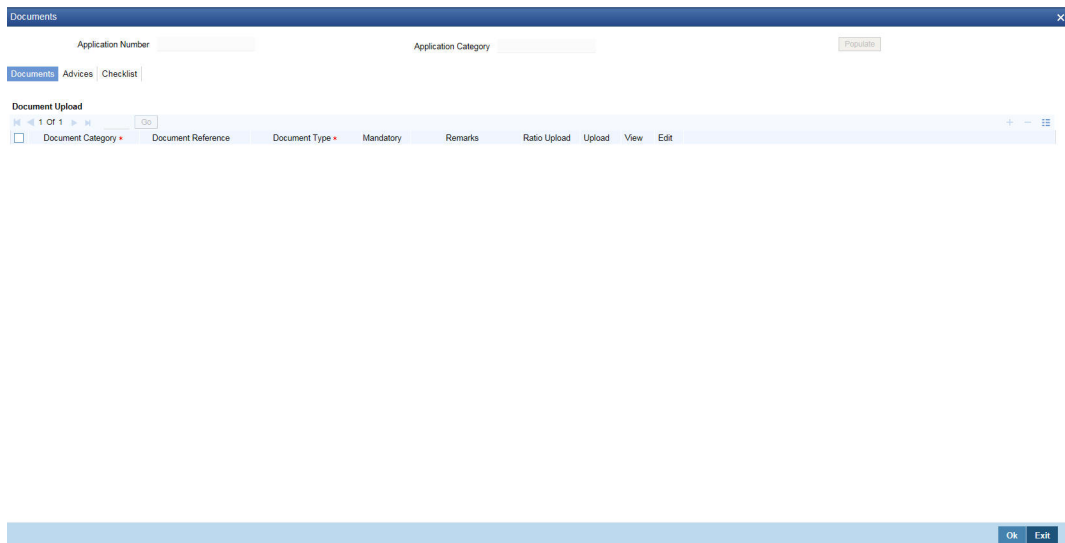 Documents
Application Number Application Category Populate
Documents Advices Checklist
Document Upload
1 Of 1 Go
Document Category * Document Reference Document Type * Mandatory Remarks Ratio Upload Upload View Edit
Ok Exit